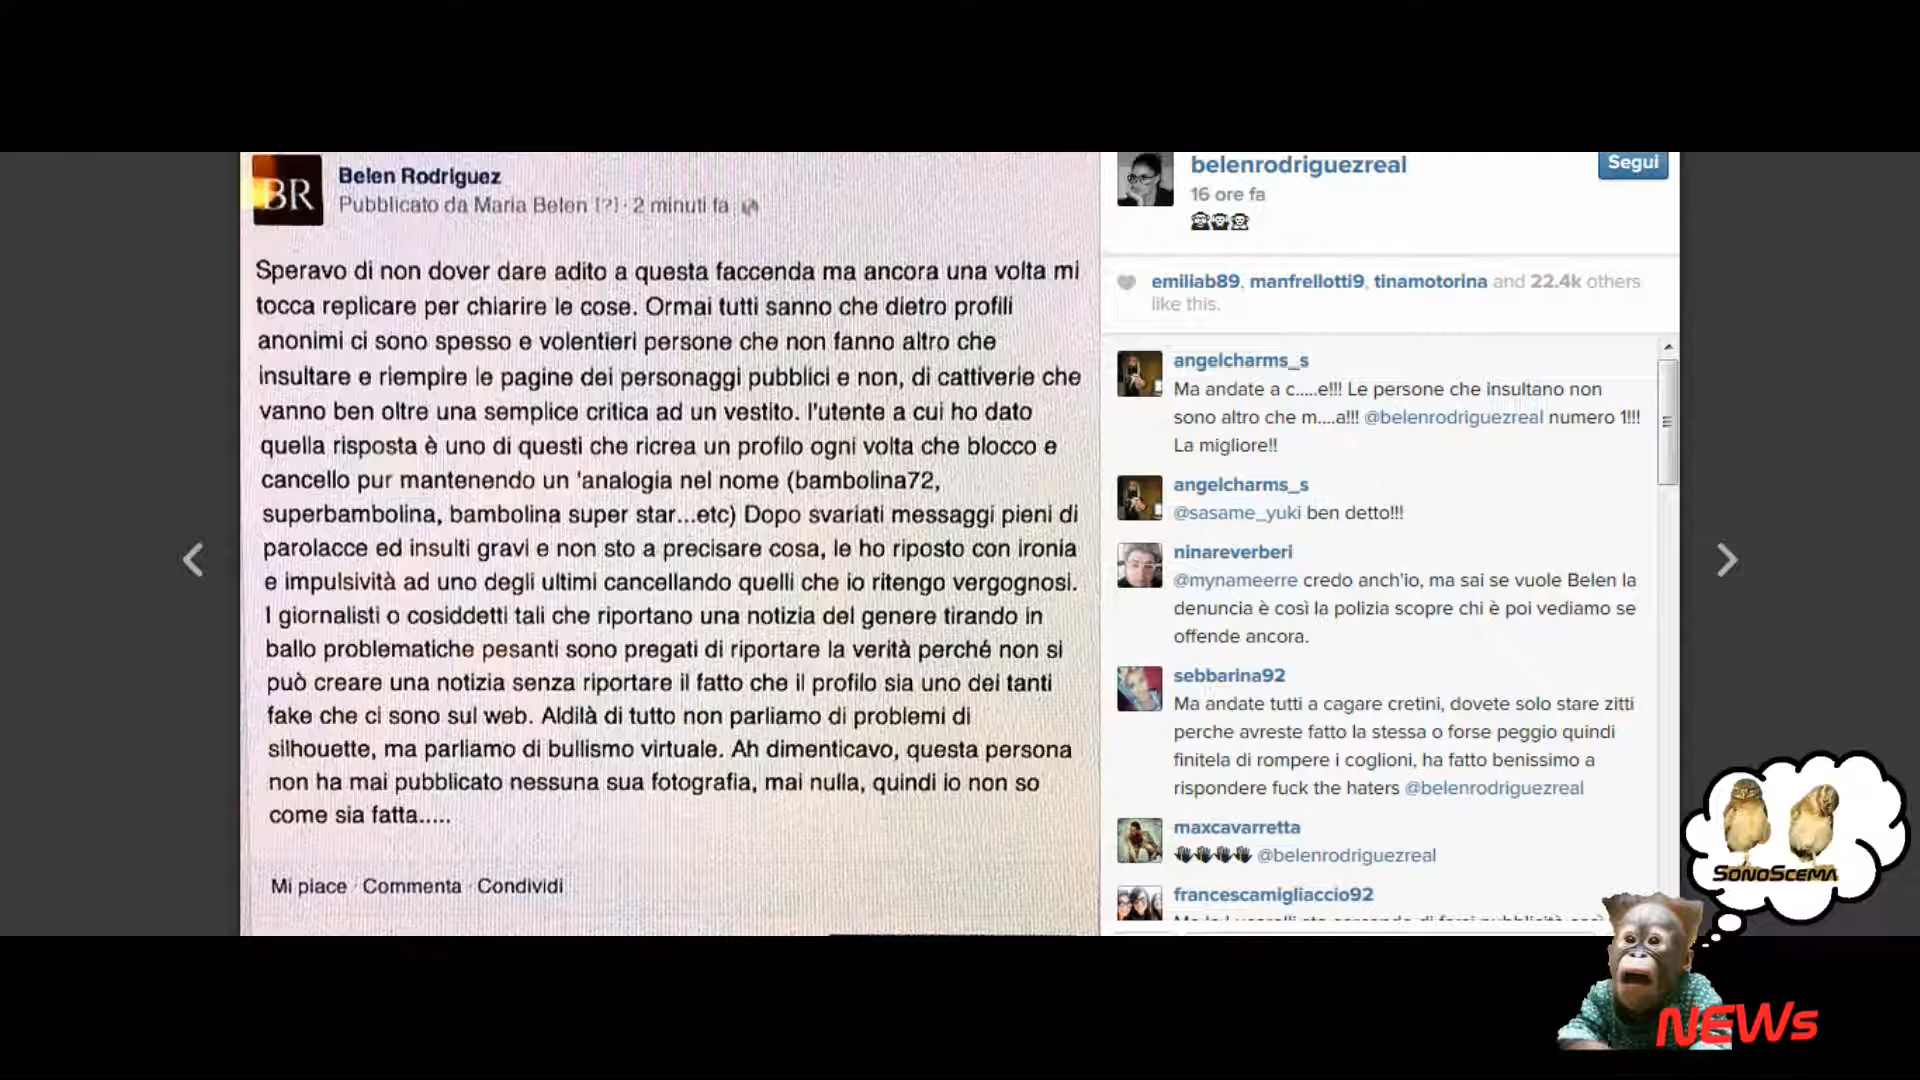 BR
Belen Rodriguez
Pubblicato da Maria Belen [?] · 2 minuti fa
Speravo di non dover dare adito a questa faccenda ma ancora una volta mi
tocca replicare per chiarire le cose. Ormai tutti sanno che dietro profili
anonimi ci sono spesso e volentieri persone che non fanno altro che
insultare e riempire le pagine dei personaggi pubblici e non, di cattiverie che
vanno ben oltre una semplice critica ad un vestito. l'utente a cui ho dato
quella risposta è uno di questi che ricrea un profilo ogni volta che blocco e
cancello pur mantenendo un 'analogia nel nome (bambolina72,
superbambolina, bambolina super star...etc) Dopo svariati messaggi pieni di
parolacce ed insulti gravi e non sto a precisare cosa, le ho riposto con ironia
e impulsività ad uno degli ultimi cancellando quelli che io ritengo vergognosi.
I giornalisti o cosiddetti tali che riportano una notizia del genere tirando in
ballo problematiche pesanti sono pregati di riportare la verità perché non si
può creare una notizia senza riportare il fatto che il profilo sia uno dei tanti
fake che ci sono sul web. Aldilà di tutto non parliamo di problemi di
silhouette, ma parliamo di bullismo virtuale. Ah dimenticavo, questa persona
non ha mai pubblicato nessuna sua fotografia, mai nulla, quindi io non so
come sia fatta.....
Mi piace · Commenta · Condividi
belenrodriguezreal
Segui
16 ore fa
emiliab89, manfrellotti9, tinamotorina and 22.4k others
like this.
angelcharms_s
Ma andate a c.....e!!! Le persone che insultano non
sono altro che m....a!!! @belenrodriguezreal numero 1!!!
La migliore!!
angelcharms_s
@sasame_yuki ben detto!!!
ninareverberi
@mynameerre credo anch'io, ma sai se vuole Belen la
denuncia è così la polizia scopre chi è poi vediamo se
offende ancora.
sebbarina92
Ma andate tutti a cagare cretini, dovete solo stare zitti
perche avreste fatto la stessa o forse peggio quindi
finitela di rompere i coglioni, ha fatto benissimo a
rispondere fuck the haters @belenrodriguezreal
maxcavarretta
@belenrodriguezreal
francescamigliaccio92
SonoScema
NEWs